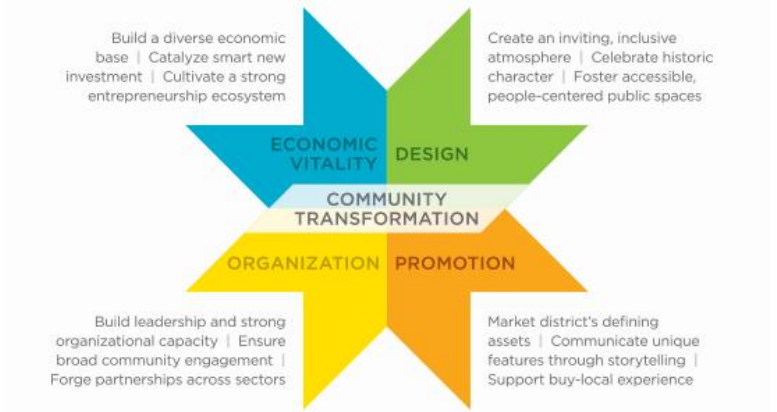 Build a diverse economic
base | Catalyze smart new
investment | Cultivate a strong
entrepreneurship ecosystem
Create an inviting, inclusive
atmosphere | Celebrate historic
character | Foster accessible,
people-centered public spaces
ECONOMIC
VITALITY
DESIGN
COMMUNITY
TRANSFORMATION
ORGANIZATION
PROMOTION
Build leadership and strong
organizational capacity | Ensure
broad community engagement |
Forge partnerships across sectors
Market district's defining
assets | Communicate unique
features through storytelling |
Support buy-local experience